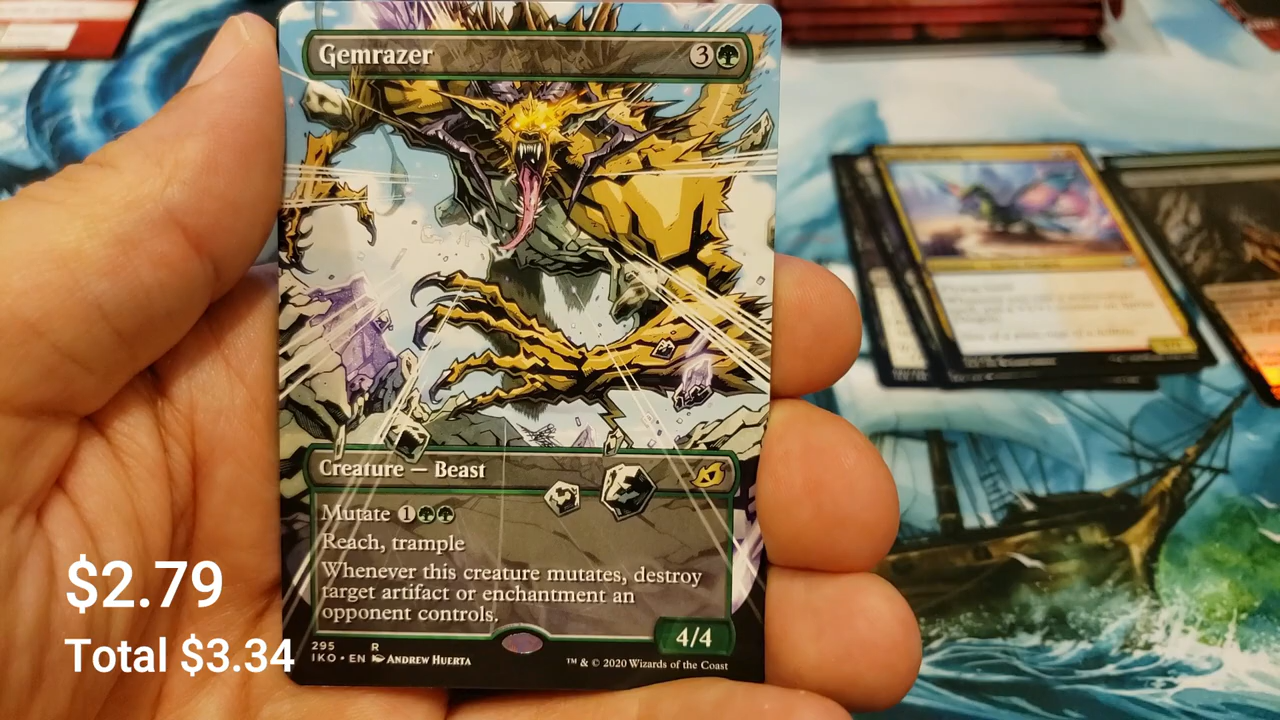 Gemrazer 3
Creature — Beast
Mutate 1
Reach, trample
Whenever this creature mutates, destroy
target artifact or enchantment an
opponent controls.
4/4
295 R
IKO • EN Andrew Huerta
™ & © 2020 Wizards of the Coast
$2.79
Total $3.34